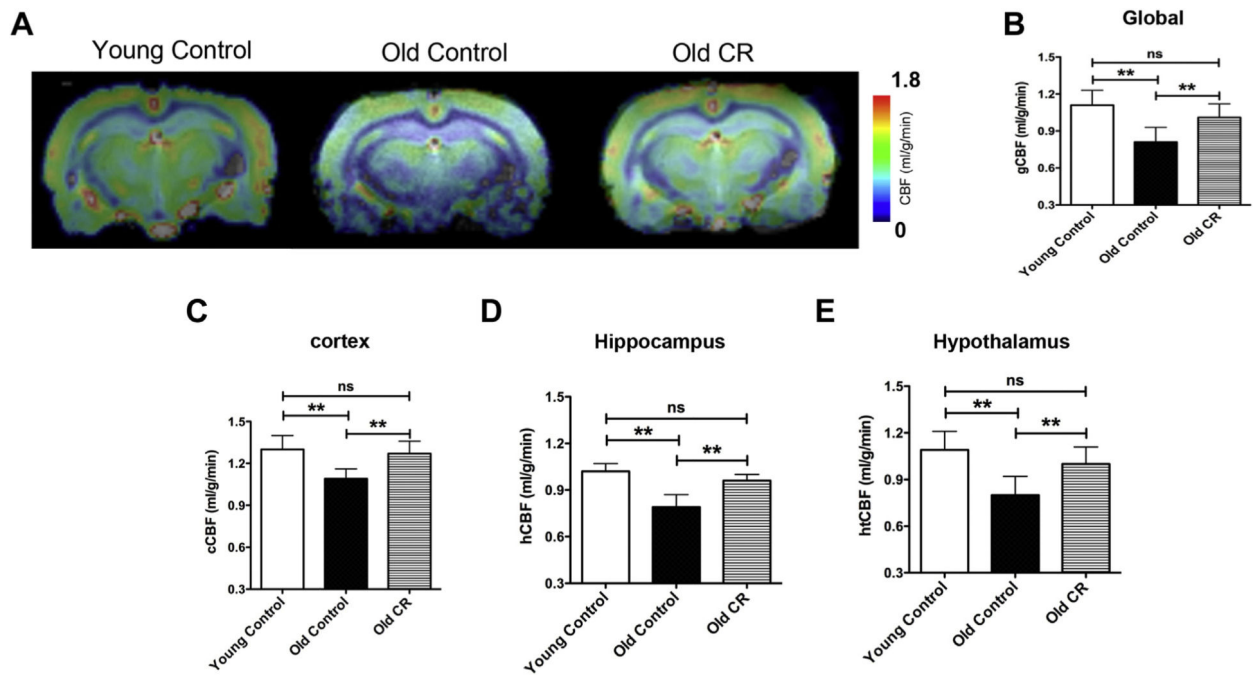 A
Young Control
Old Control
Old CR
1.8
CBF (ml/g/min)
0
B
Global
ns
**
**
1.5
1.2
0.9
0.6
0.3
gCBF (ml/g/min)
Young Control
Old Control
Old CR
C
cortex
ns
**
**
1.5
1.2
0.9
0.6
0.3
cCBF (ml/g/min)
Young Control
Old Control
Old CR
D
Hippocampus
ns
**
**
1.5
1.2
0.9
0.6
0.3
hCBF (ml/g/min)
Young Control
Old Control
Old CR
E
Hypothalamus
ns
**
**
1.5
1.2
0.9
0.6
0.3
htCBF (ml/g/min)
Young Control
Old Control
Old CR